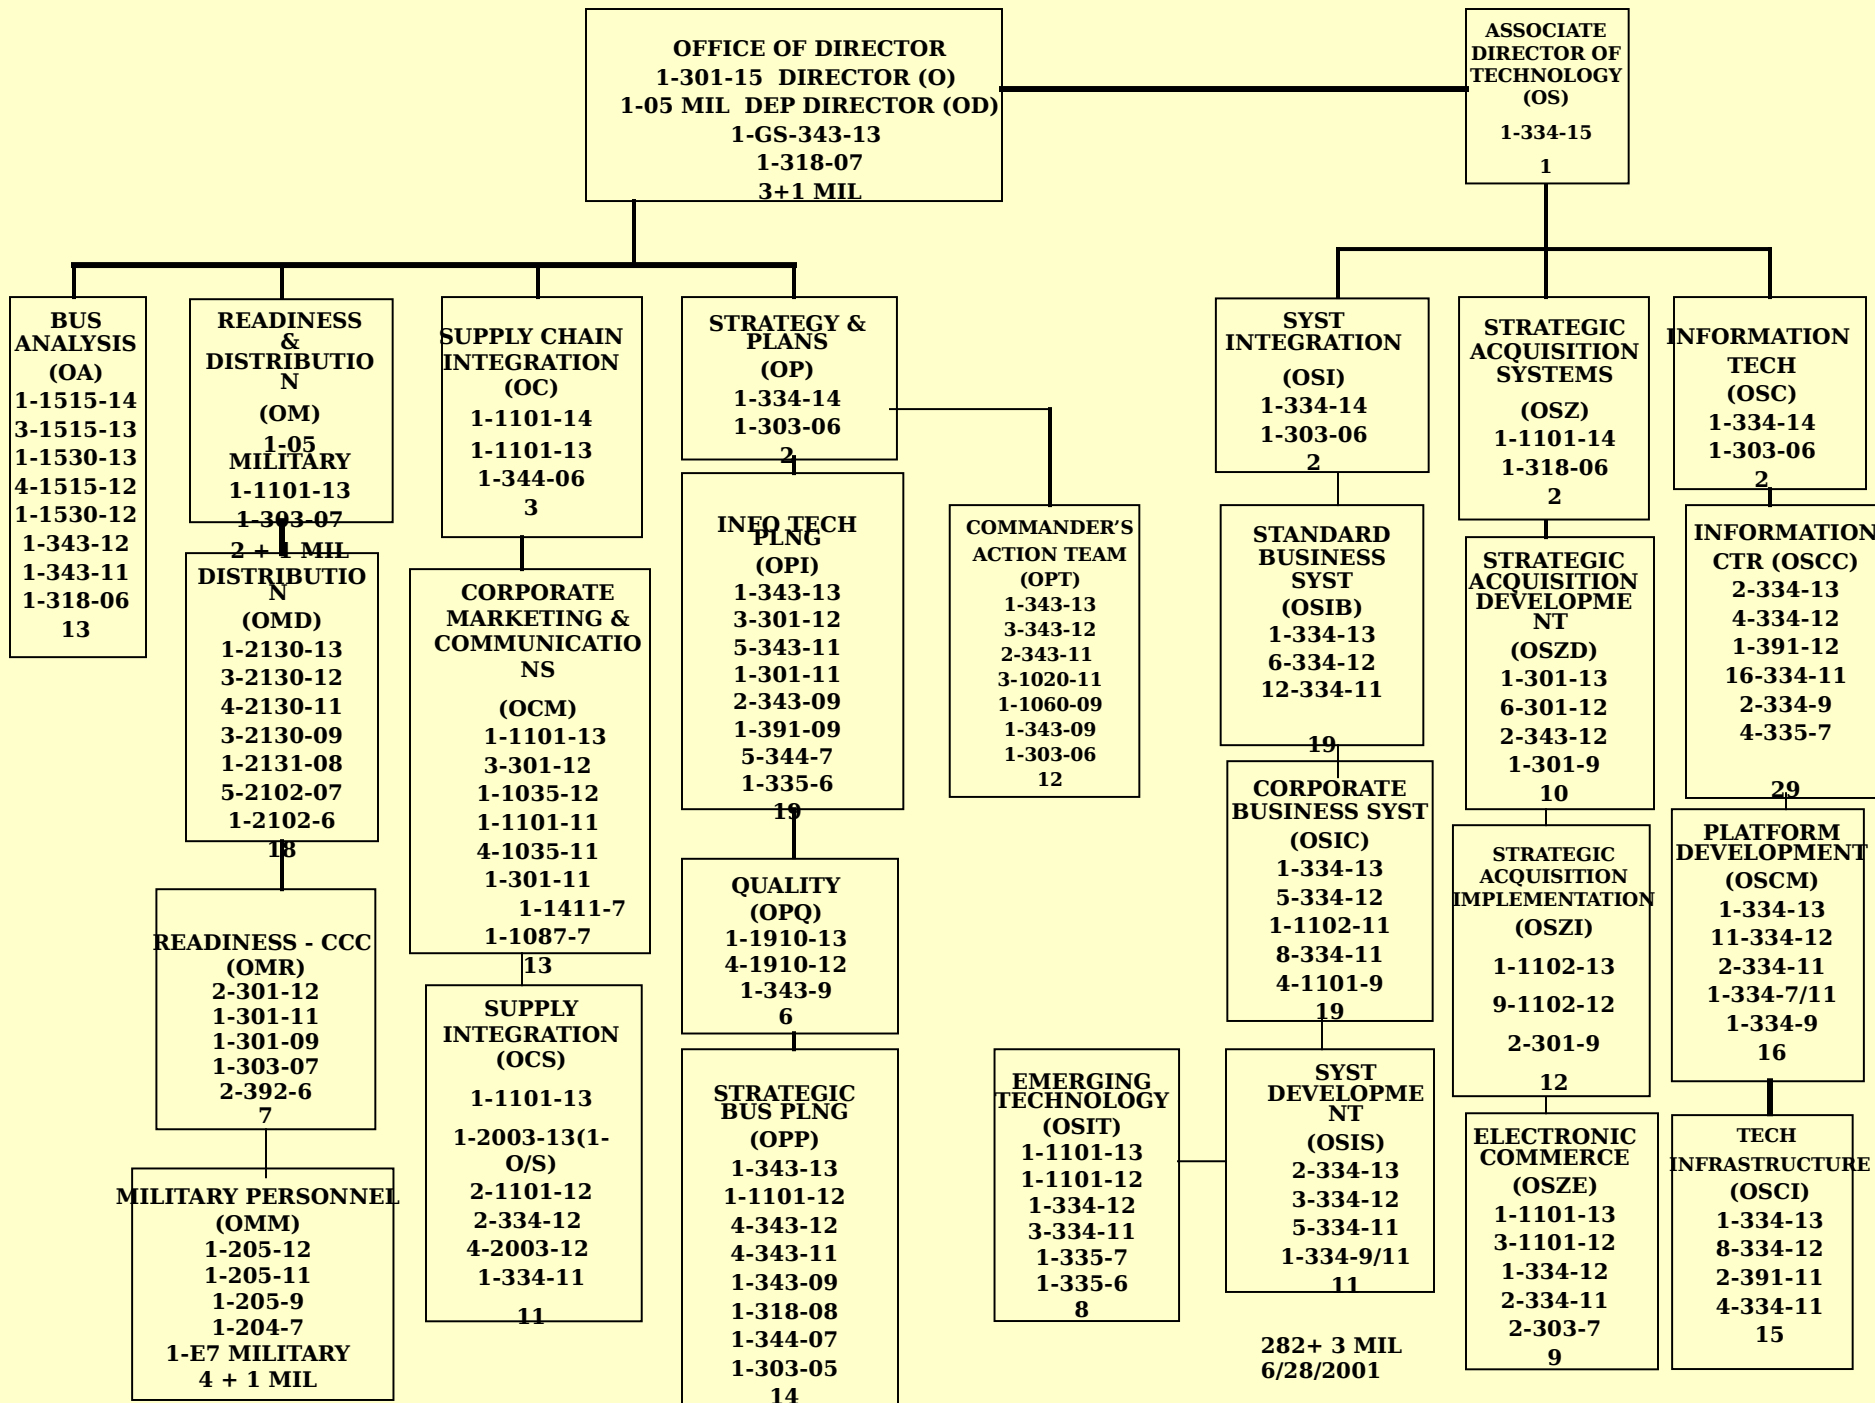 OFFICE OF DIRECTOR
1-301-15 DIRECTOR (O)
1-05 MIL DEP DIRECTOR (OD)
1-GS-343-13
1-318-07
3+1 MIL
ASSOCIATE
DIRECTOR OF
TECHNOLOGY
(OS)
1-334-15
1
BUS
ANALYSIS
(OA)
1-1515-14
3-1515-13
1-1530-13
4-1515-12
1-1530-12
1-343-12
1-343-11
1-318-06
13
READINESS
&
DISTRIBUTIO
N
(OM)
1-05
MILITARY
1-1101-13
1-303-07
2 + 1 MIL
DISTRIBUTIO
N
(OMD)
1-2130-13
3-2130-12
4-2130-11
3-2130-09
1-2131-08
5-2102-07
1-2102-6
18
READINESS - CCC
(OMR)
2-301-12
1-301-11
1-301-09
1-303-07
2-392-6
7
MILITARY PERSONNEL
(OMM)
1-205-12
1-205-11
1-205-9
1-204-7
1-E7 MILITARY
4 + 1 MIL
SUPPLY CHAIN
INTEGRATION
(OC)
1-1101-14
1-1101-13
1-344-06
3
CORPORATE
MARKETING &
COMMUNICATIO
NS
(OCM)
1-1101-13
3-301-12
1-1035-12
1-1101-11
4-1035-11
1-301-11
1-1411-7
1-1087-7
13
SUPPLY
INTEGRATION
(OCS)
1-1101-13
1-2003-13(1-
O/S)
2-1101-12
2-334-12
4-2003-12
1-334-11
11
STRATEGY &
PLANS
(OP)
1-334-14
1-303-06
2
INFO TECH
PLNG
(OPI)
1-343-13
3-301-12
5-343-11
1-301-11
2-343-09
1-391-09
5-344-7
1-335-6
19
QUALITY
(OPQ)
1-1910-13
4-1910-12
1-343-9
6
STRATEGIC
BUS PLNG
(OPP)
1-343-13
1-1101-12
4-343-12
4-343-11
1-343-09
1-318-08
1-344-07
1-303-05
14
COMMANDER’S
ACTION TEAM
(OPT)
1-343-13
3-343-12
2-343-11
3-1020-11
1-1060-09
1-343-09
1-303-06
12
SYST
INTEGRATION
(OSI)
1-334-14
1-303-06
2
STANDARD
BUSINESS
SYST
(OSIB)
1-334-13
6-334-12
12-334-11
19
CORPORATE
BUSINESS SYST
(OSIC)
1-334-13
5-334-12
1-1102-11
8-334-11
4-1101-9
19
EMERGING
TECHNOLOGY
(OSIT)
1-1101-13
1-1101-12
1-334-12
3-334-11
1-335-7
1-335-6
8
SYST
DEVELOPME
NT
(OSIS)
2-334-13
3-334-12
5-334-11
1-334-9/11
11
282+ 3 MIL
6/28/2001
STRATEGIC
ACQUISITION
SYSTEMS
(OSZ)
1-1101-14
1-318-06
2
STRATEGIC
ACQUISITION
DEVELOPME
NT
(OSZD)
1-301-13
6-301-12
2-343-12
1-301-9
10
STRATEGIC
ACQUISITION
IMPLEMENTATION
(OSZI)
1-1102-13
9-1102-12
2-301-9
12
ELECTRONIC
COMMERCE
(OSZE)
1-1101-13
3-1101-12
1-334-12
2-334-11
2-303-7
9
INFORMATION
TECH
(OSC)
1-334-14
1-303-06
2
INFORMATION
CTR (OSCC)
2-334-13
4-334-12
1-391-12
16-334-11
2-334-9
4-335-7
29
PLATFORM
DEVELOPMENT
(OSCM)
1-334-13
11-334-12
2-334-11
1-334-7/11
1-334-9
16
TECH
INFRASTRUCTURE
(OSCI)
1-334-13
8-334-12
2-391-11
4-334-11
15